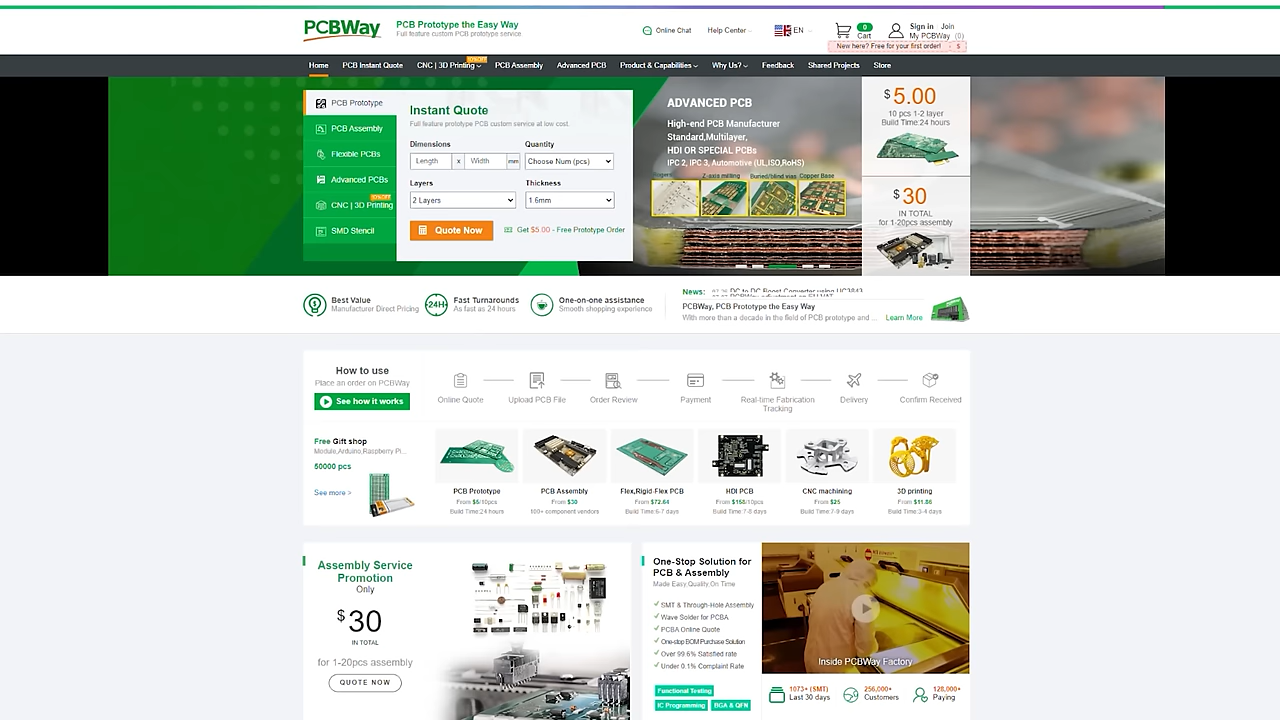 PCBWay
PCB Prototype the Easy Way
Full feature custom PCB prototype service
Online Chat
Help Center
EN
0
Cart
Sign in Join
My PCBWay (0)
New here? Free for your first order! $
Home PCB Instant Quote CNC | 3D Printing PCB Assembly Advanced PCB Product & Capabilities Why Us? Feedback Shared Projects Store
PCB Prototype
PCB Assembly
Flexible PCBs
Advanced PCBs
CNC | 3D Printing
SMD Stencil
Instant Quote
Full feature prototype PCB custom service at low cost.
Dimensions Quantity
Length x Width mm Choose Num (pcs)
Layers Thickness
2 Layers 1.6mm
Quote Now Get $5.00 - Free Prototype Order
ADVANCED PCB
High-end PCB Manufacturer
Standard,Multilayer,
HDI OR SPECIAL PCBs
IPC 2, IPC 3, Automotive (UL,ISO,RoHS)
Rogers Z-axia milling Buried/blind vias Copper Base
$5.00
10 pcs 1-2 layer
Build Time:24 hours
$30
IN TOTAL
for 1-20pcs assembly
Best Value
Manufacturer Direct Pricing
24H
Fast Turnarounds
As fast as 24 hours
One-on-one assistance
Smooth shopping experience
News:
DC to DC Boost Converter using UC3843
PCBWay, PCB Prototype the Easy Way
With more than a decade in the field of PCB prototype and ... Learn More
How to use
Place an order on PCBWay
See how it works
Online Quote
Upload PCB File
Order Review
Payment
Real-time Fabrication
Tracking
Delivery
Confirm Received
Free Gift shop
Module,Arduino,Raspberry Pi...
50000 pcs
See more >
PCB Prototype
From $5/10pcs
Build Time:24 hours
PCB Assembly
From $30
100+ component vendors
Flex,Rigid-Flex PCB
From $72.64
Build Time:6-7 days
HDI PCB
From $158/10pcs
Build Time:7-8 days
CNC machining
From $25
Build Time:7-9 days
3D printing
Build Time:3-4 days
Assembly Service
Promotion
Only
$30
IN TOTAL
for 1-20pcs assembly
QUOTE NOW
One-Stop Solution for
PCB & Assembly
Made Easy,Quality,On Time
SMT & Through-Hole Assembly
Wave Solder for PCBA
PCBA Online Quote
One-stop BOM Purchase Solution
Over 99.6% Satisfied rate
Under 0.1% Complaint Rate
Functional Testing
IC Programming BGA & QFN
Inside PCBWay Factory
1073+ (SMT)
Last 30 days
256,000+
Customers
128,000+
Paying